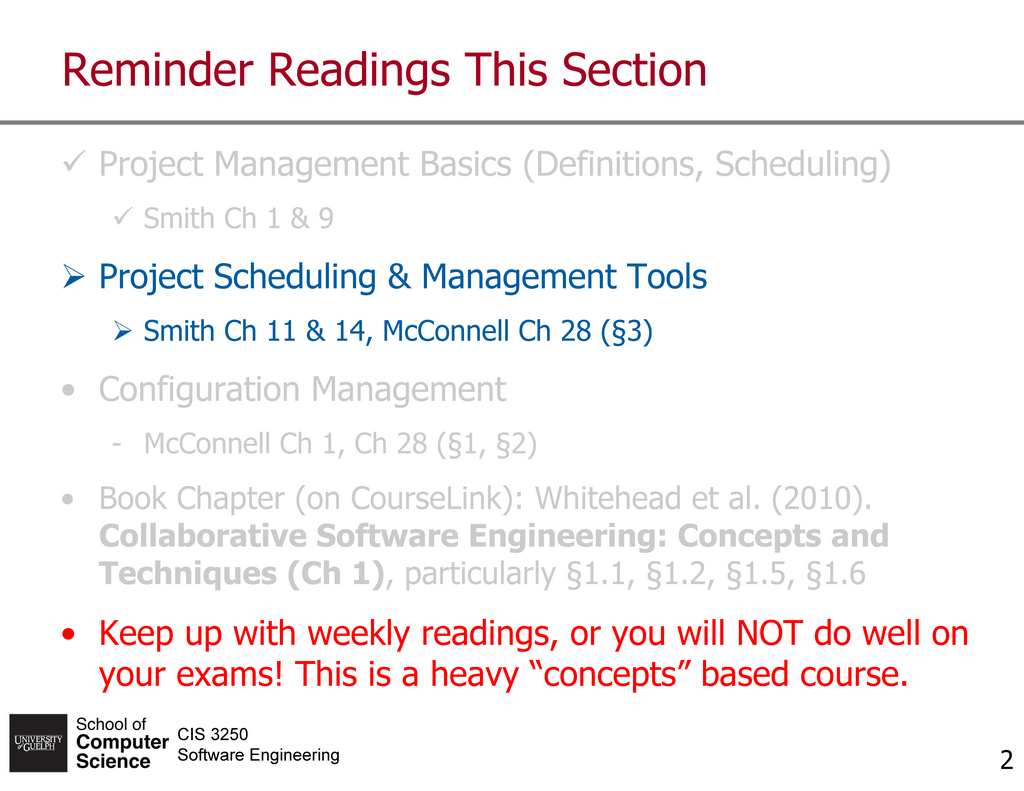 Reminder Readings This Section
✓ Project Management Basics (Definitions, Scheduling)
✓ Smith Ch 1 & 9
➢ Project Scheduling & Management Tools
➢ Smith Ch 11 & 14, McConnell Ch 28 (§3)
• Configuration Management
- McConnell Ch 1, Ch 28 (§1, §2)
• Book Chapter (on CourseLink): Whitehead et al. (2010).
Collaborative Software Engineering: Concepts and
Techniques (Ch 1), particularly §1.1, §1.2, §1.5, §1.6
• Keep up with weekly readings, or you will NOT do well on
your exams! This is a heavy “concepts” based course.
UNIVERSITY
OF GUELPH
School of
Computer
Science
CIS 3250
Software Engineering
2